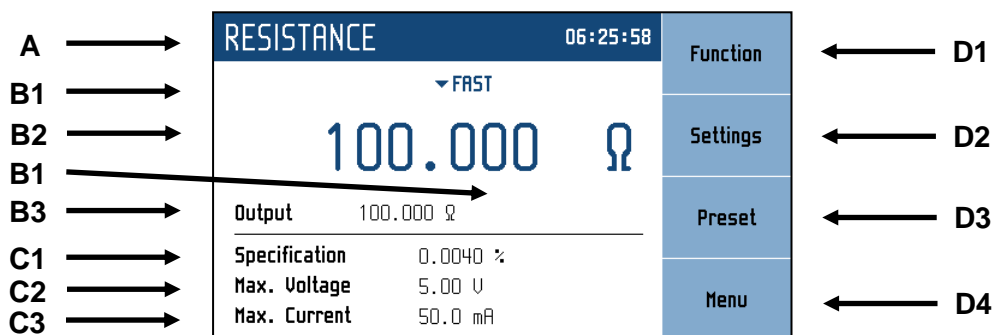 A RESISTANCE 06:25:58 Function D1
B1 ▾FAST
B2 100.000 Ω Settings D2
B1
B3 Output 100.000 Ω Preset D3
C1 Specification 0.0040 %
C2 Max. Voltage 5.00 V Menu D4
C3 Max. Current 50.0 mA